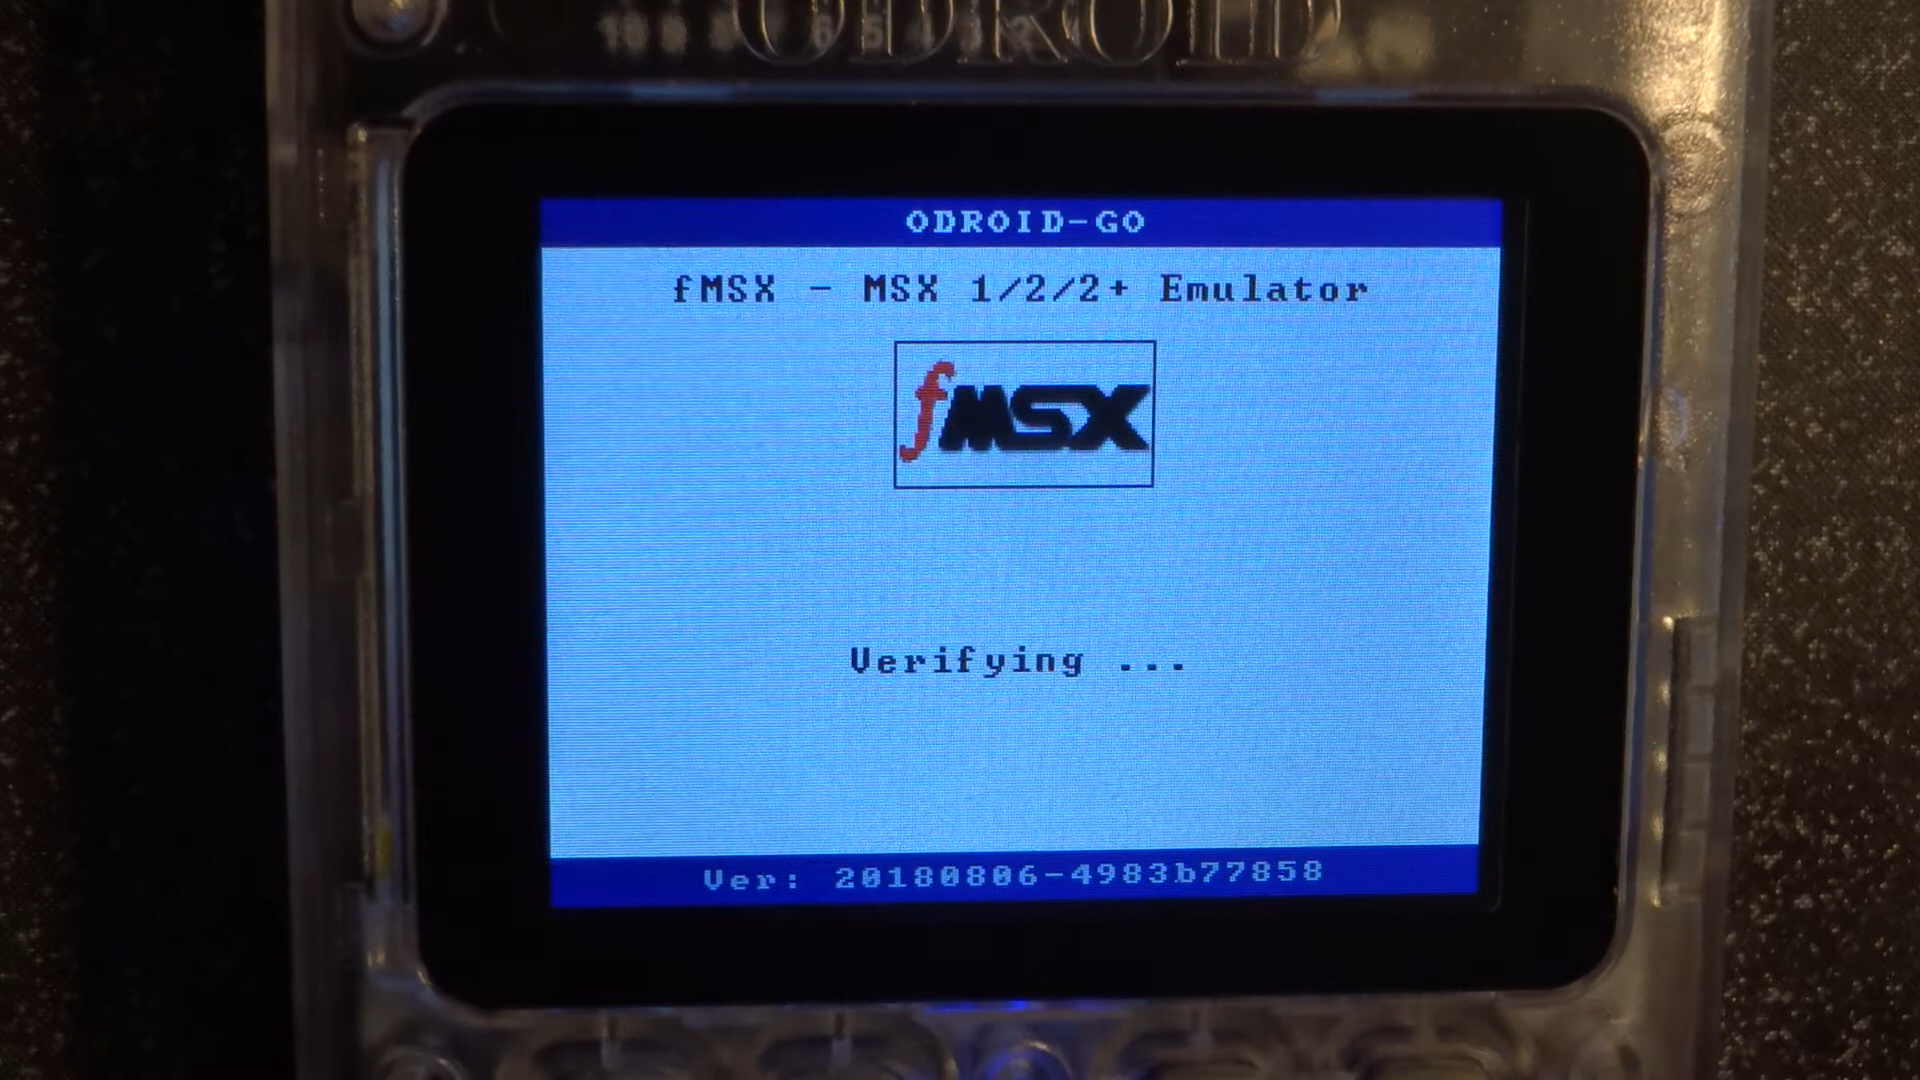 ODROID
ODROID-GO
fMSX - MSX 1/2/2+ Emulator
fMSX
Verifying ...
Ver: 20180806-4983b77858